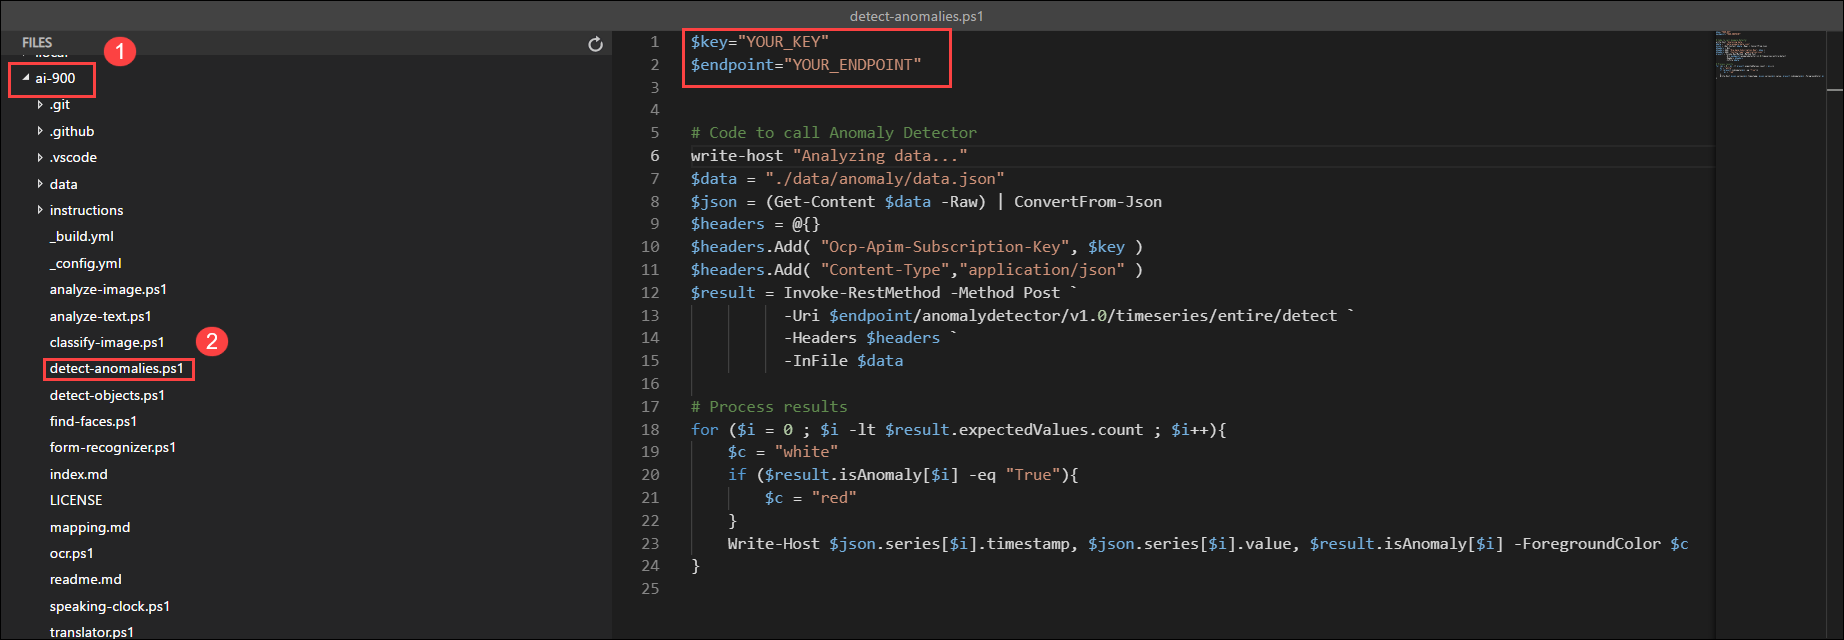 detect-anomalies.ps1
FILES
1
ai-900
.git
.github
.vscode
data
instructions
_build.yml
_config.yml
analyze-image.ps1
analyze-text.ps1
classify-image.ps1
2
detect-anomalies.ps1
detect-objects.ps1
find-faces.ps1
form-recognizer.ps1
index.md
LICENSE
mapping.md
ocr.ps1
readme.md
speaking-clock.ps1
translator.ps1
1 $key="YOUR_KEY"
2 $endpoint="YOUR_ENDPOINT"
3
4
5 # Code to call Anomaly Detector
6 write-host "Analyzing data..."
7 $data = "./data/anomaly/data.json"
8 $json = (Get-Content $data -Raw) | ConvertFrom-Json
9 $headers = @{}
10 $headers.Add( "Ocp-Apim-Subscription-Key", $key )
11 $headers.Add( "Content-Type","application/json" )
12 $result = Invoke-RestMethod -Method Post `
13 -Uri $endpoint/anomalydetector/v1.0/timeseries/entire/detect `
14 -Headers $headers `
15 -InFile $data
16
17 # Process results
18 for ($i = 0 ; $i -lt $result.expectedValues.count ; $i++){
19 $c = "white"
20 if ($result.isAnomaly[$i] -eq "True"){
21 $c = "red"
22 }
23 Write-Host $json.series[$i].timestamp, $json.series[$i].value, $result.isAnomaly[$i] -ForegroundColor $c
24 }
25